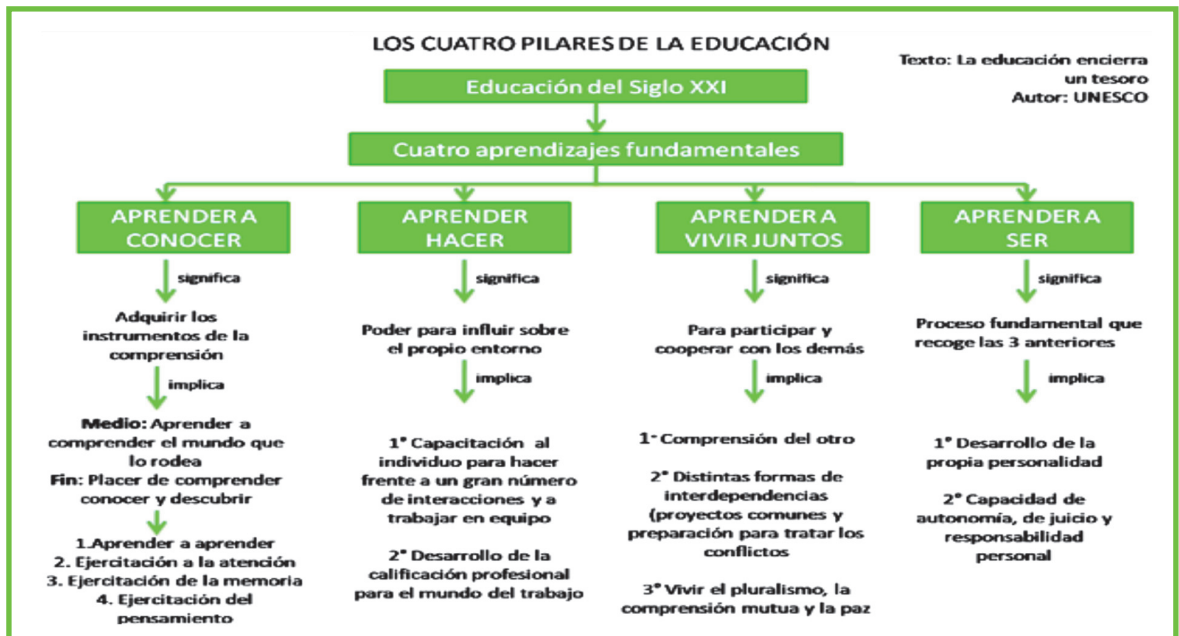 LOS CUATRO PILARES DE LA EDUCACIÓN
Texto: La educación encierra
un tesoro
Autor: UNESCO
Educación del Siglo XXI
Cuatro aprendizajes fundamentales
APRENDER A
CONOCER
significa
Adquirir los
instrumentos de la
comprensión
implica
Medio: Aprender a
comprender el mundo que
lo rodea
Fin: Placer de comprender
conocer y descubrir
1.Aprender a aprender
2. Ejercitación a la atención
3. Ejercitación de la memoria
4. Ejercitación del
pensamiento
APRENDER
HACER
significa
Poder para influir sobre
el propio entorno
implica
1° Capacitación al
individuo para hacer
frente a un gran número
de interacciones y a
trabajar en equipo
2° Desarrollo de la
calificación profesional
para el mundo del trabajo
APRENDER A
VIVIR JUNTOS
significa
Para participar y
cooperar con los demás
implica
1° Comprensión del otro
2° Distintas formas de
interdependencias
(proyectos comunes y
preparación para tratar los
conflictos
3° Vivir el pluralismo, la
comprensión mutua y la paz
APRENDER A
SER
significa
Proceso fundamental que
recoge las 3 anteriores
implica
1° Desarrollo de la
propia personalidad
2° Capacidad de
autonomía, de juicio y
responsabilidad
personal